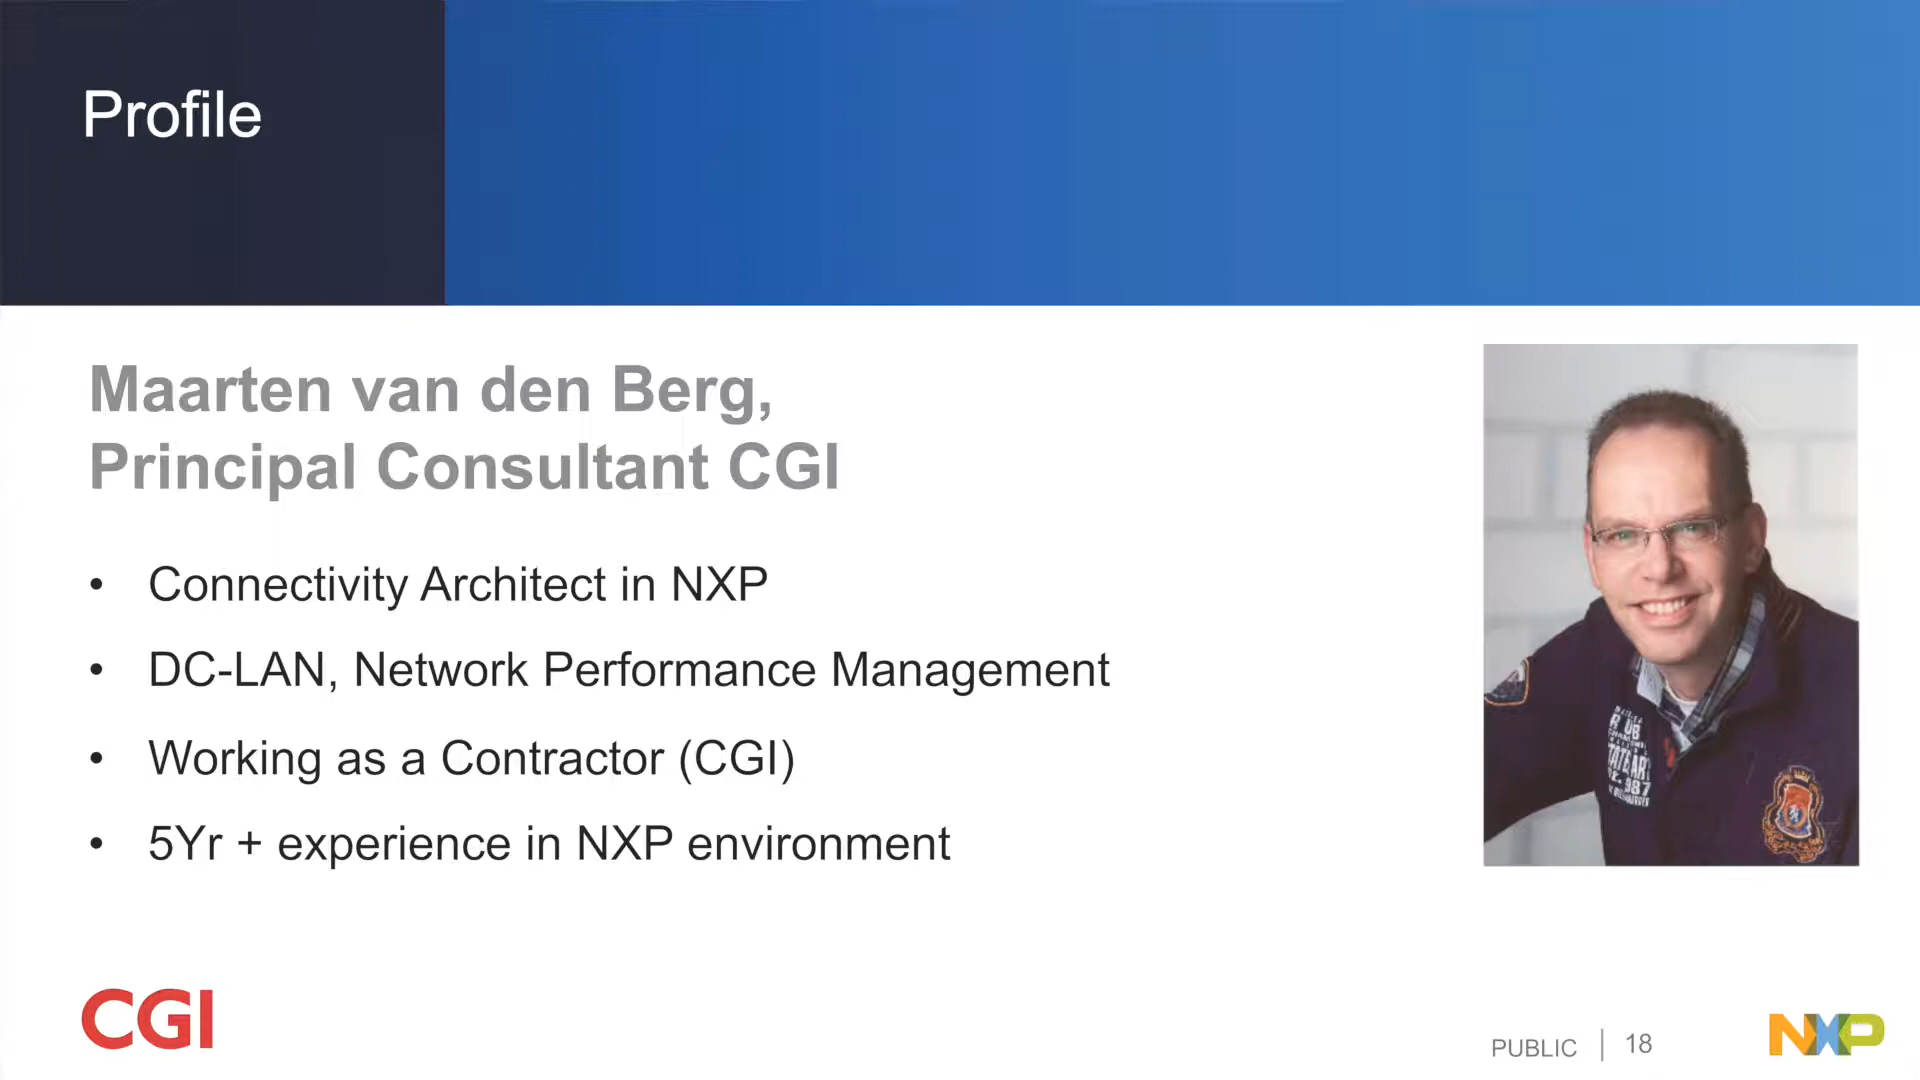 Profile
Maarten van den Berg,
Principal Consultant CGI
• Connectivity Architect in NXP
• DC-LAN, Network Performance Management
• Working as a Contractor (CGI)
• 5Yr + experience in NXP environment
987
CGI
PUBLIC | 18
NXP